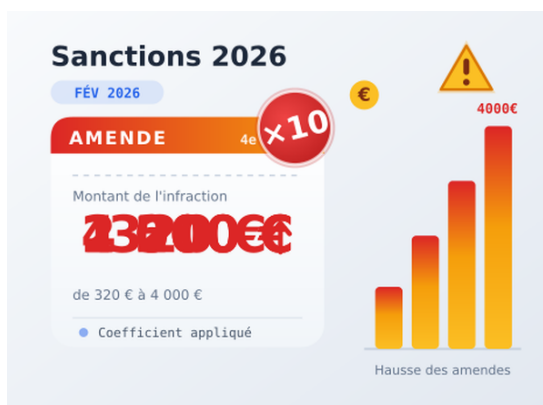 Sanctions 2026
FÉV 2026
AMENDE
4e
×10
Montant de l'infraction
de 320 € à 4 000 €
Coefficient appliqué
€
4000€
Hausse des amendes